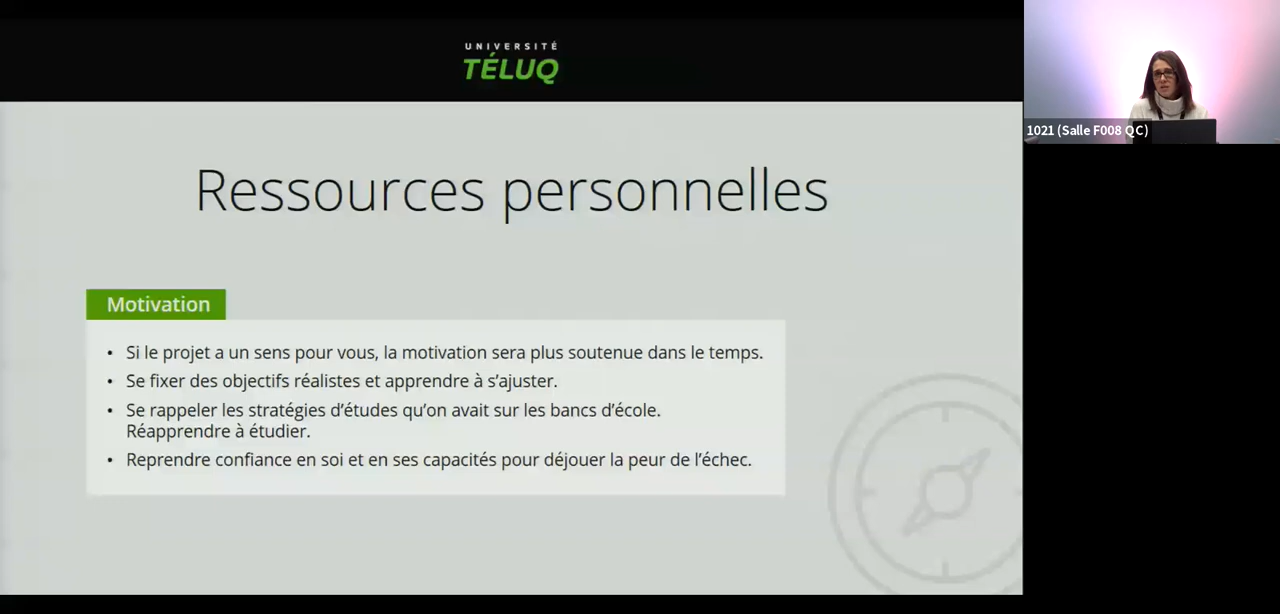 UNIVERSITÉ
TÉLUQ
1021 (Salle F008 QC)
Ressources personnelles
Motivation
• Si le projet a un sens pour vous, la motivation sera plus soutenue dans le temps.
• Se fixer des objectifs réalistes et apprendre à s’ajuster.
• Se rappeler les stratégies d’études qu’on avait sur les bancs d’école.
Réapprendre à étudier.
• Reprendre confiance en soi et en ses capacités pour déjouer la peur de l’échec.